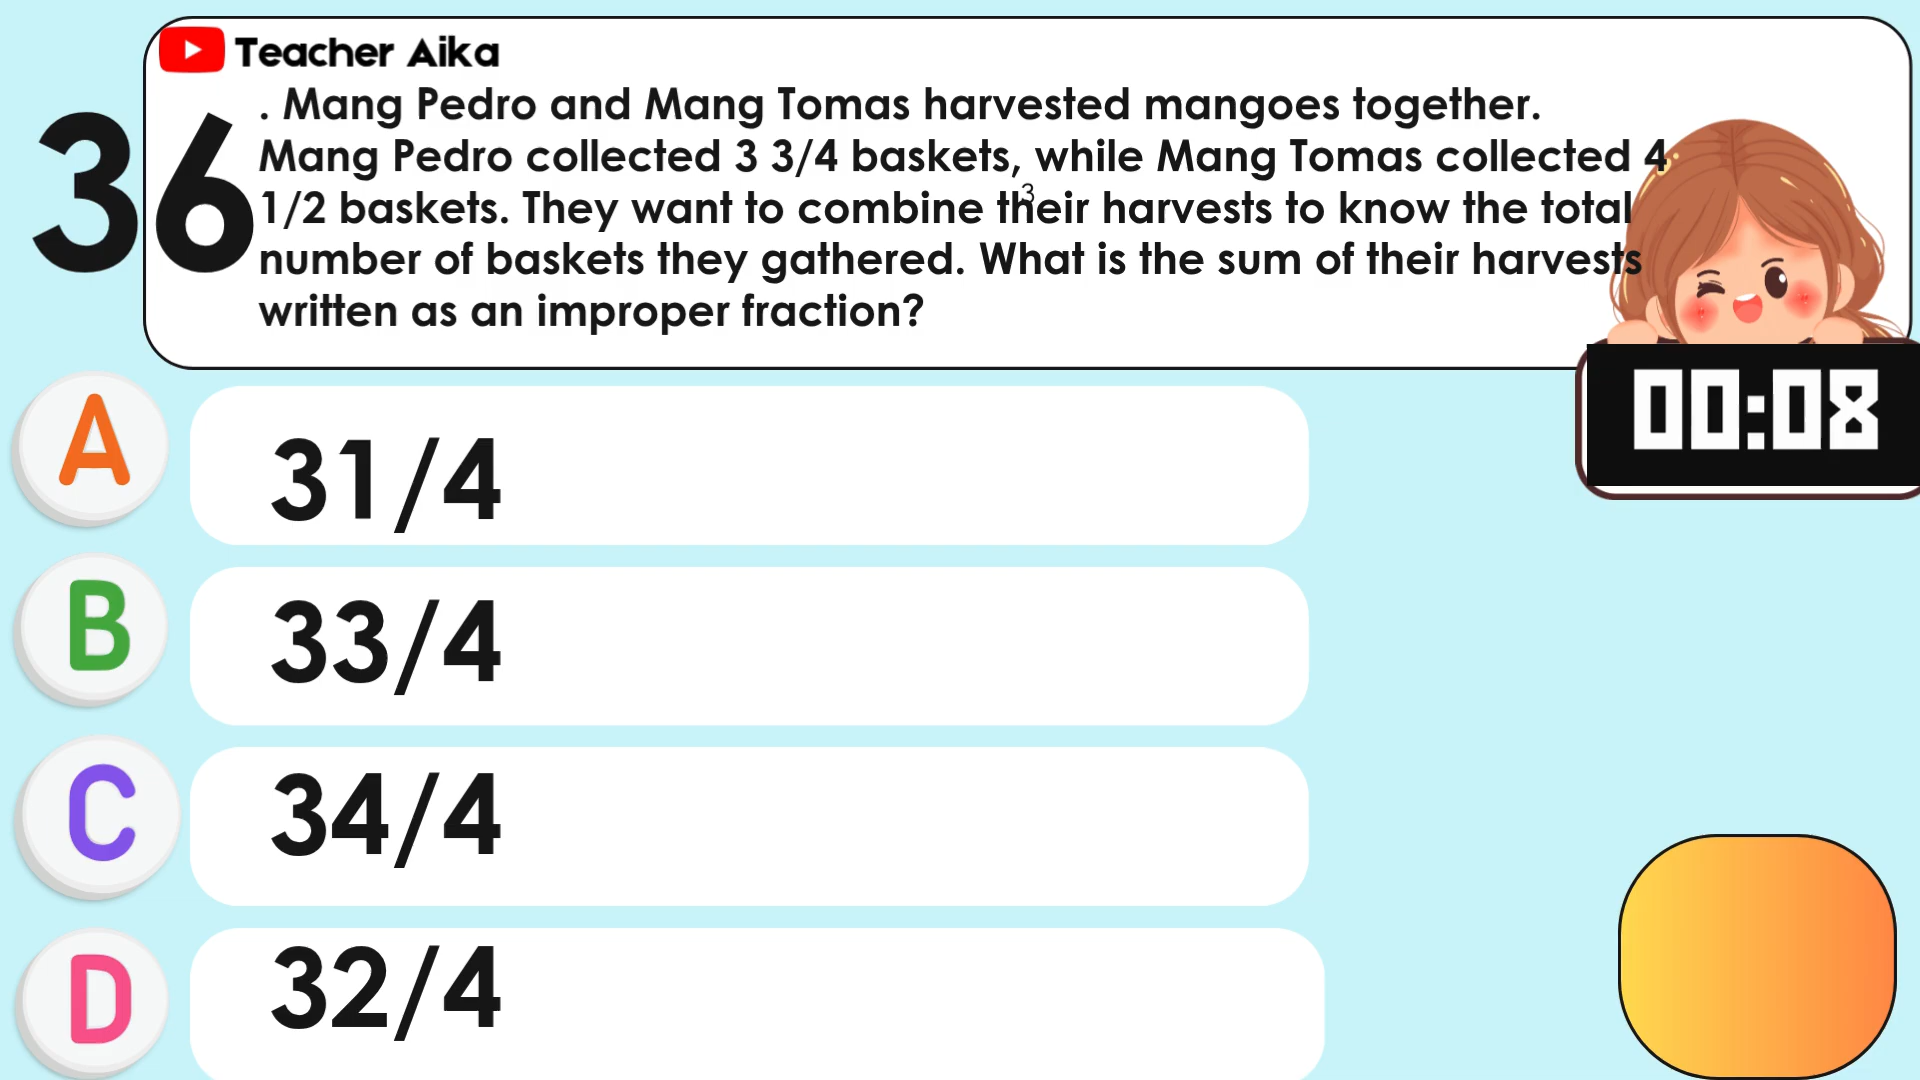 Teacher Aika
36
. Mang Pedro and Mang Tomas harvested mangoes together.
Mang Pedro collected 3 3/4 baskets, while Mang Tomas collected 4
1/2 baskets. They want to combine their harvests to know the total
3
number of baskets they gathered. What is the sum of their harvests
written as an improper fraction?
00:08
A 31/4
B 33/4
C 34/4
D 32/4